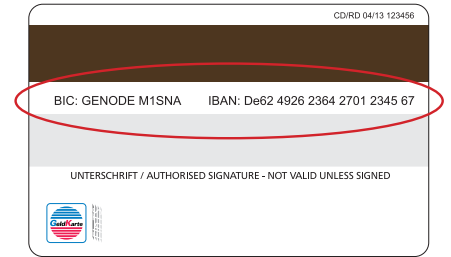 CD/RD 04/13 123456
BIC: GENODE M1SNA IBAN: De62 4926 2364 2701 2345 67
UNTERSCHRIFT / AUTHORISED SIGNATURE - NOT VALID UNLESS SIGNED
GeldKarte